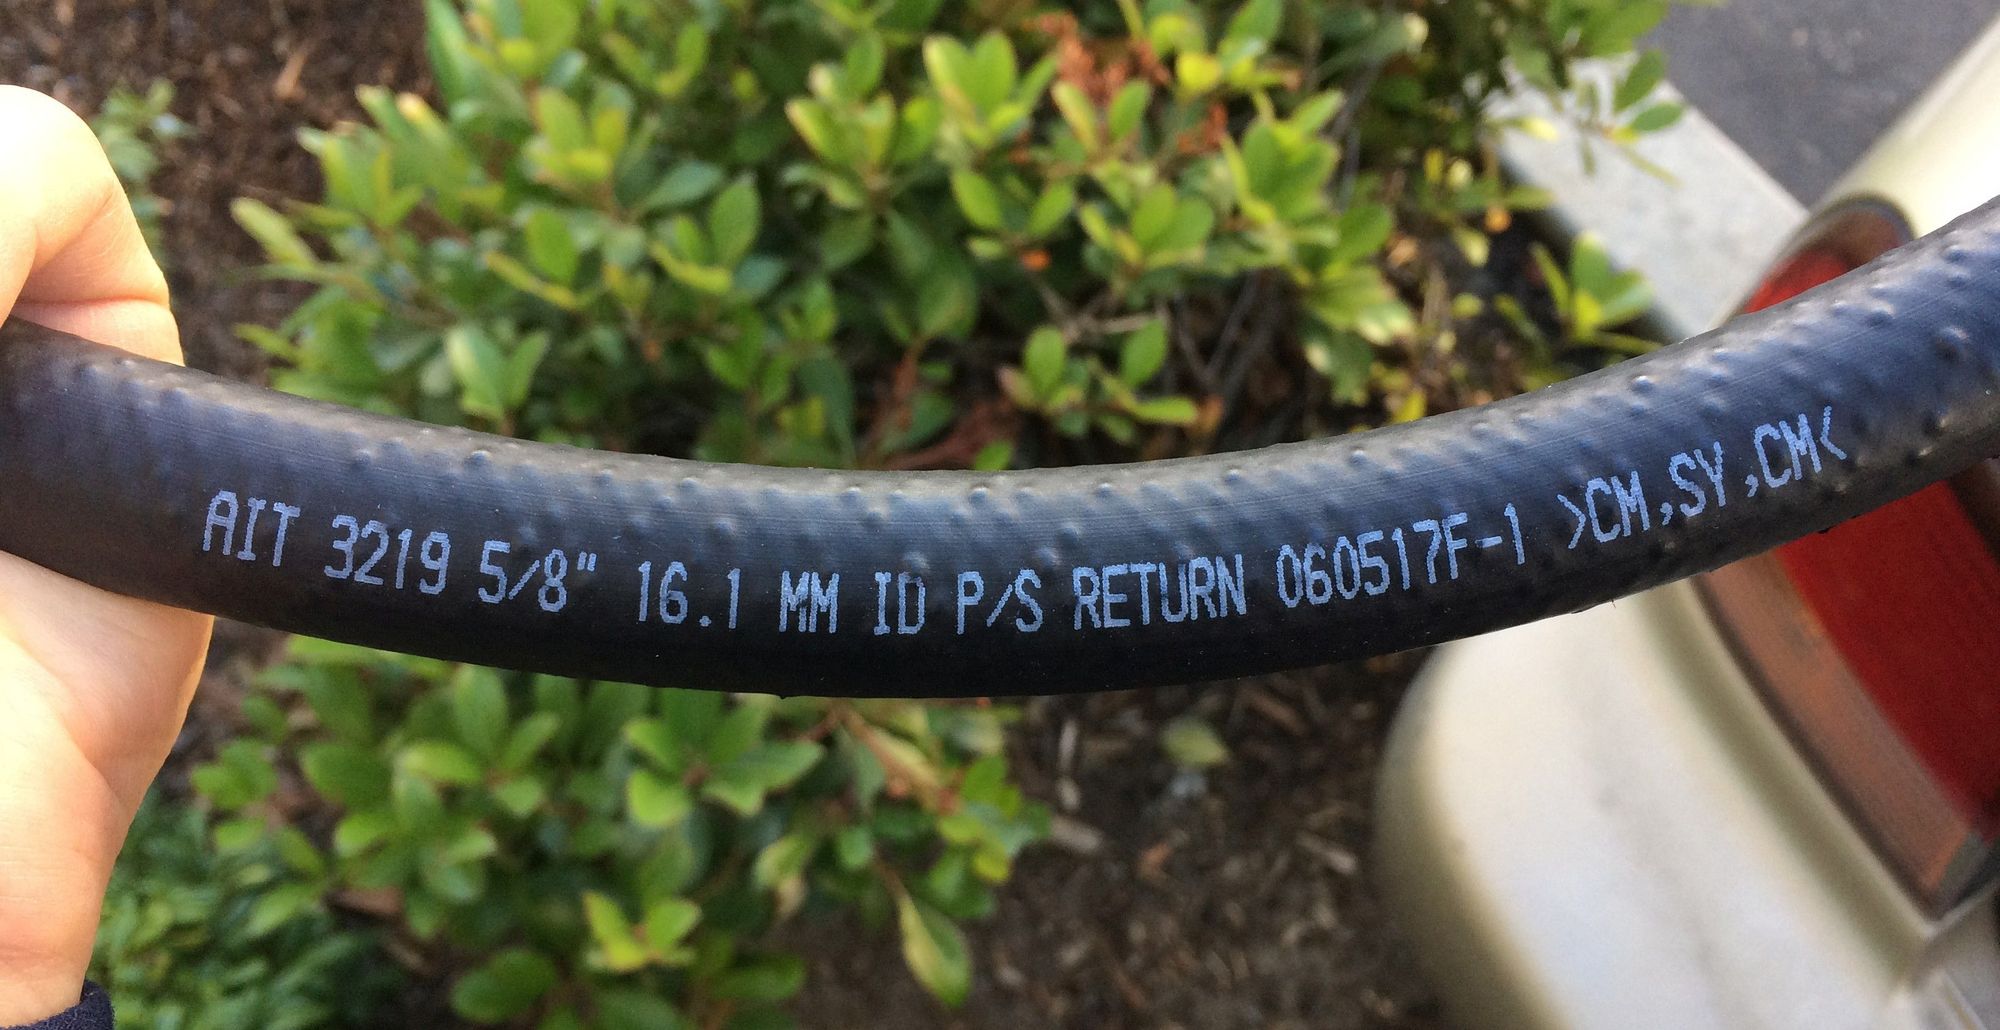 AIT 3219 5/8" 16.1 MM ID P/S RETURN 060517F-1 >CM,SY,CM<